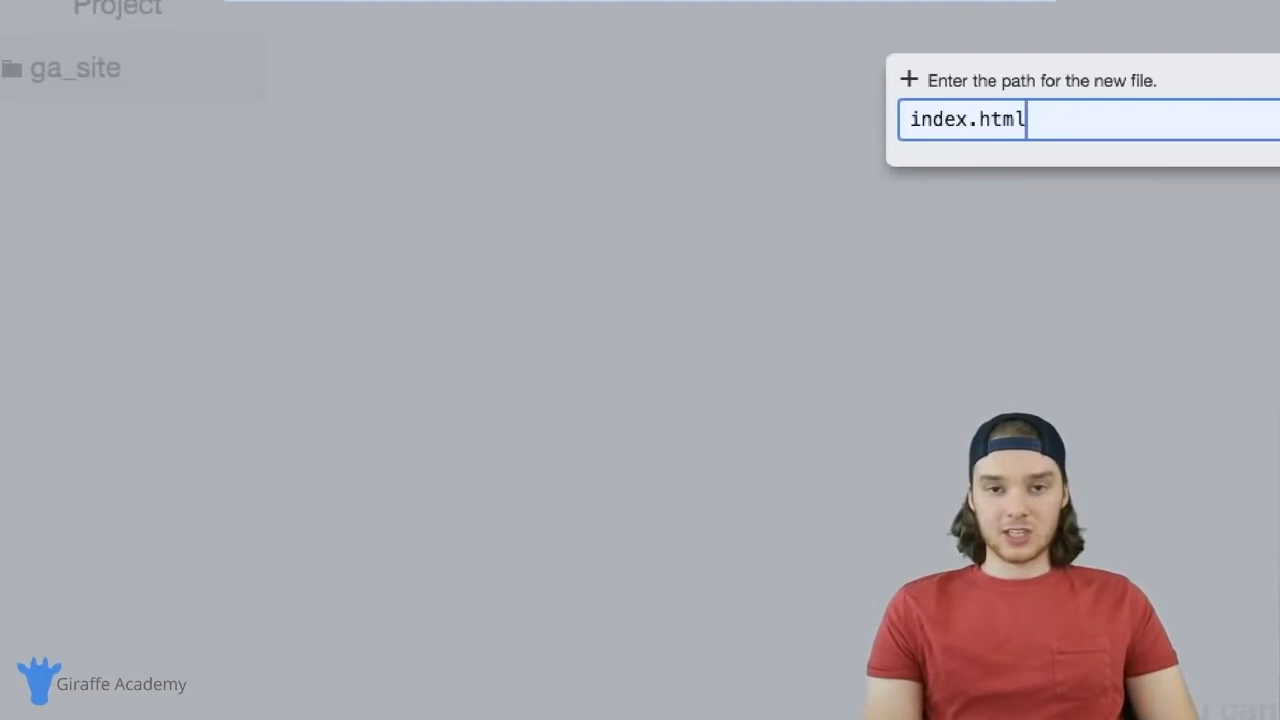 Project
ga_site
Enter the path for the new file.
index.html
Giraffe Academy